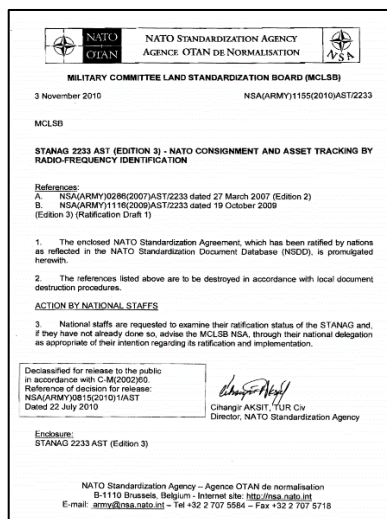 NATO
OTAN
NATO STANDARDIZATION AGENCY
AGENCE OTAN DE NORMALISATION
NSA
MILITARY COMMITTEE LAND STANDARDIZATION BOARD (MCLSB)
3 November 2010 NSA(ARMY)1155(2010)AST/2233
MCLSB
STANAG 2233 AST (EDITION 3) - NATO CONSIGNMENT AND ASSET TRACKING BY
RADIO-FREQUENCY IDENTIFICATION
References:
A. NSA(ARMY)0286(2007)AST/2233 dated 27 March 2007 (Edition 2)
B. NSA(ARMY)1116(2009)AST/2233 dated 19 October 2009
(Edition 3) (Ratification Draft 1)
1. The enclosed NATO Standardization Agreement, which has been ratified by nations
as reflected in the NATO Standardization Document Database (NSDD), is promulgated
herewith.
2. The references listed above are to be destroyed in accordance with local document
destruction procedures.
ACTION BY NATIONAL STAFFS
3. National staffs are requested to examine their ratification status of the STANAG and,
if they have not already done so, advise the MCLSB NSA, through their national delegation
as appropriate of their intention regarding its ratification and implementation.
Declassified for release to the public
in accordance with C-M(2002)60.
Reference of decision for release:
NSA(ARMY)0815(2010)1/AST
Dated 22 July 2010
Cihangir AKSIT, TUR Civ
Director, NATO Standardization Agency
Enclosure:
STANAG 2233 AST (Edition 3)
NATO Standardization Agency – Agence OTAN de normalisation
B-1110 Brussels, Belgium - Internet site: http://nsa.nato.int
E-mail: army@nsa.nato.int – Tel +32 2 707 5584 – Fax +32 2 707 5718